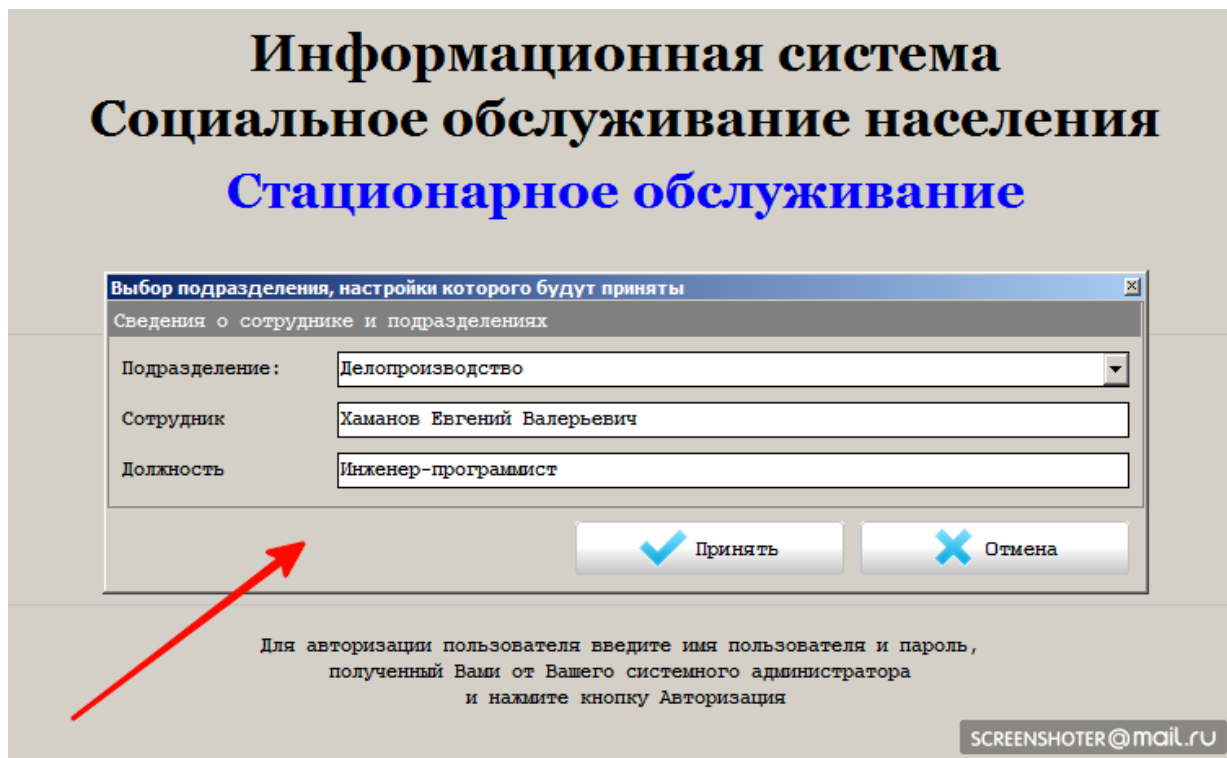 Информационная система
Социальное обслуживание населения
Стационарное обслуживание
Выбор подразделения, настройки которого будут приняты
Сведения о сотруднике и подразделениях
Подразделение: Делопроизводство
Сотрудник Хаманов Евгений Валерьевич
Должность Инженер-программист
Принять Отмена
Для авторизации пользователя введите имя пользователя и пароль,
полученный Вами от Вашего системного администратора
и нажмите кнопку Авторизация
SCREENSHOTER@mail.ru